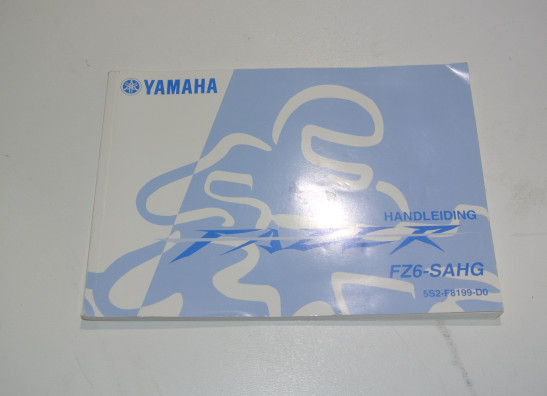 YAMAHA
HANDLEIDING
FAZER
FZ6-SAHG
5S2-F8199-D0